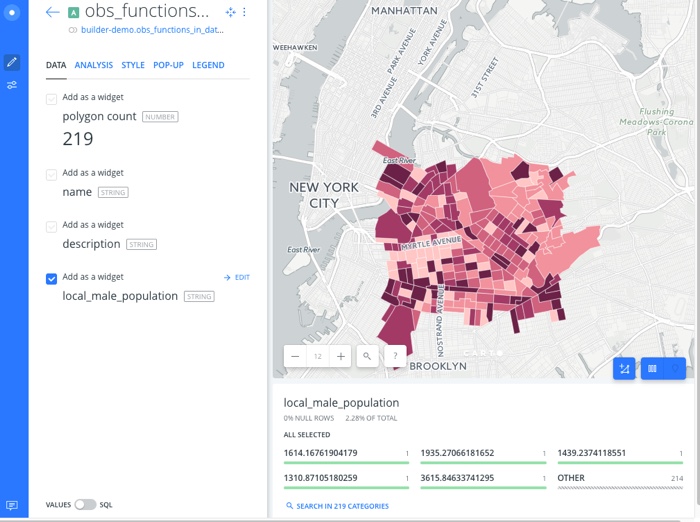 obs_functions...
builder-demo.obs_functions_in_dat...
DATA ANALYSIS STYLE POP-UP LEGEND
Add as a widget
polygon count NUMBER
219
Add as a widget
name STRING
Add as a widget
description STRING
Add as a widget EDIT
local_male_population STRING
VALUES SQL
MANHATTAN
WEEHAWKEN
PARK AVENUE
YORK AVENUE
3RD AVENUE
31ST STREET
Flushing
Meadows-Corona
Park
East River
NEW YORK
CITY
East River
MYRTLE AVENUE
NOSTRAND AVENUE
BROOKLYN
CARTO
12
?
local_male_population
0% NULL ROWS 2.28% OF TOTAL
ALL SELECTED
1614.16761904179 1
1935.27066181652 1
1439.2374118551 1
1310.87105180259 1
3615.84633741295 1
OTHER 214
SEARCH IN 219 CATEGORIES